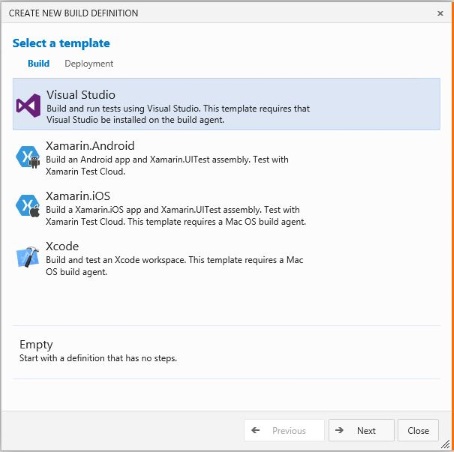 CREATE NEW BUILD DEFINITION
Select a template
Build Deployment
Visual Studio
Build and run tests using Visual Studio. This template requires that
Visual Studio be installed on the build agent.
Xamarin.Android
Build an Android app and Xamarin.UITest assembly. Test with
Xamarin Test Cloud.
Xamarin.iOS
Build a Xamarin.iOS app and Xamarin.UITest assembly. Test with
Xamarin Test Cloud. This template requires a Mac OS build agent.
Xcode
Build and test an Xcode workspace. This template requires a Mac
OS build agent.
Empty
Start with a definition that has no steps.
Previous Next Close